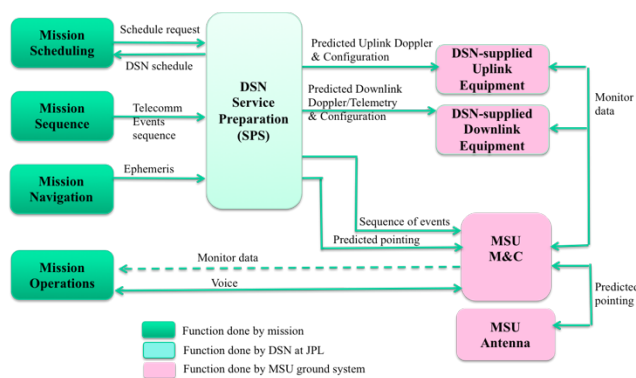 Mission
Scheduling
Schedule request
DSN schedule
Mission
Sequence
Telecomm
Events
sequence
Mission
Navigation
Ephemeris
DSN
Service
Preparation
(SPS)
Predicted Uplink Doppler
& Configuration
DSN-supplied
Uplink
Equipment
Predicted Downlink
Doppler/Telemetry
& Configuration
DSN-supplied
Downlink
Equipment
Monitor
data
Sequence of events
Predicted pointing
MSU
M&C
Mission
Operations
Monitor data
Voice
Predicted
pointing
MSU
Antenna
Function done by mission
Function done by DSN at JPL
Function done by MSU ground system